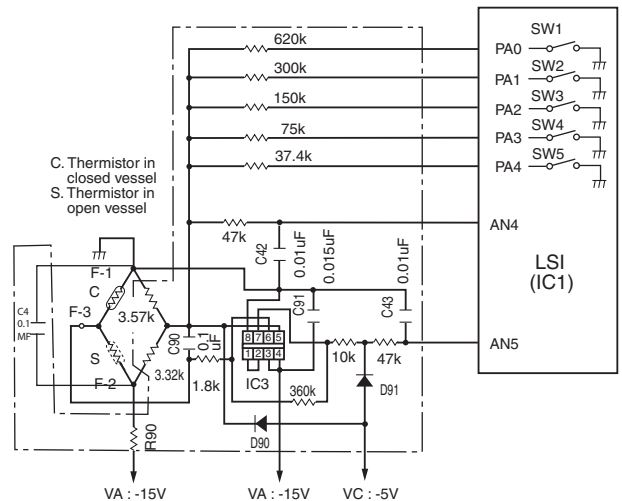 620k
SW1
PA0
300k
SW2
PA1
150k
SW3
PA2
75k
SW4
PA3
37.4k
SW5
PA4
C. Thermistor in
closed vessel
S. Thermistor in
open vessel
47k
AN4
C42
0.01uF
0.015uF
C91
0.01uF
C43
LSI
(IC1)
F-1
C
F-3
3.57k
C4
0.1
MF
S
F-2
3.32k
C90
0.1
uF
8 7 6 5
1 2 3 4
IC3
1.8k
360k
10k
47k
AN5
D91
D90
R90
VA : -15V
VA : -15V
VC : -5V